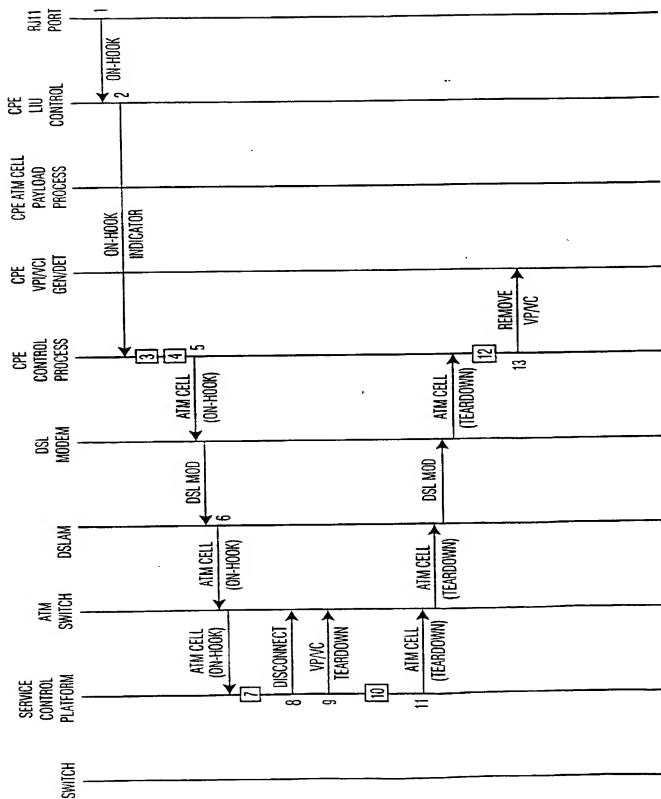 SWITCH
SERVICE
CONTROL
PLATFORM
ATM
SWITCH
DSLAM
DSL
MODEM
CPE
CONTROL
PROCESS
CPE
VPI/VCI
GEN/DET
CPE ATM CELL
PAYLOAD
PROCESS
CPE
LIU
CONTROL
RJ11
PORT
1
ON-HOOK
2
ON-HOOK
INDICATOR
3
4
5
ATM CELL
(ON-HOOK)
DSL MOD
6
ATM CELL
(ON-HOOK)
ATM CELL
(ON-HOOK)
7
8
DISCONNECT
9
VP/VC
TEARDOWN
10
11
ATM CELL
(TEARDOWN)
ATM CELL
(TEARDOWN)
DSL MOD
ATM CELL
(TEARDOWN)
12
13
REMOVE
VP/VC